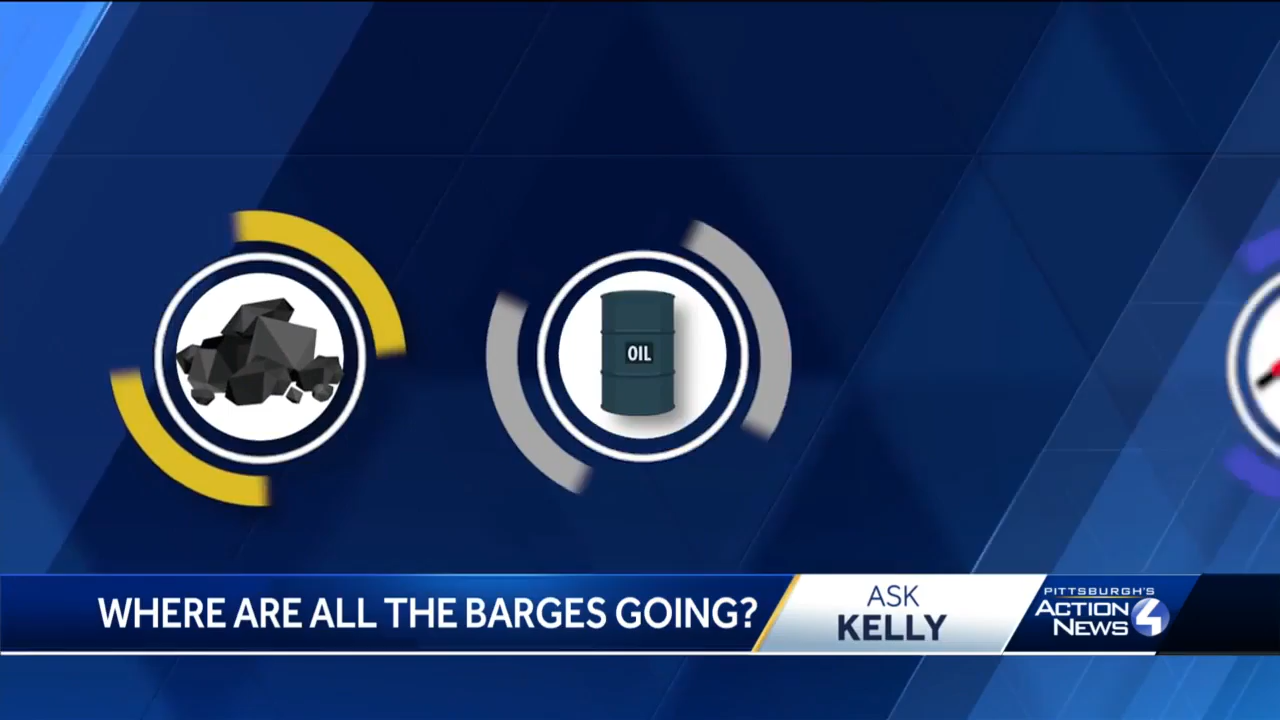 OIL
WHERE ARE ALL THE BARGES GOING?
ASK
KELLY
PITTSBURGH'S
ACTION
NEWS 4